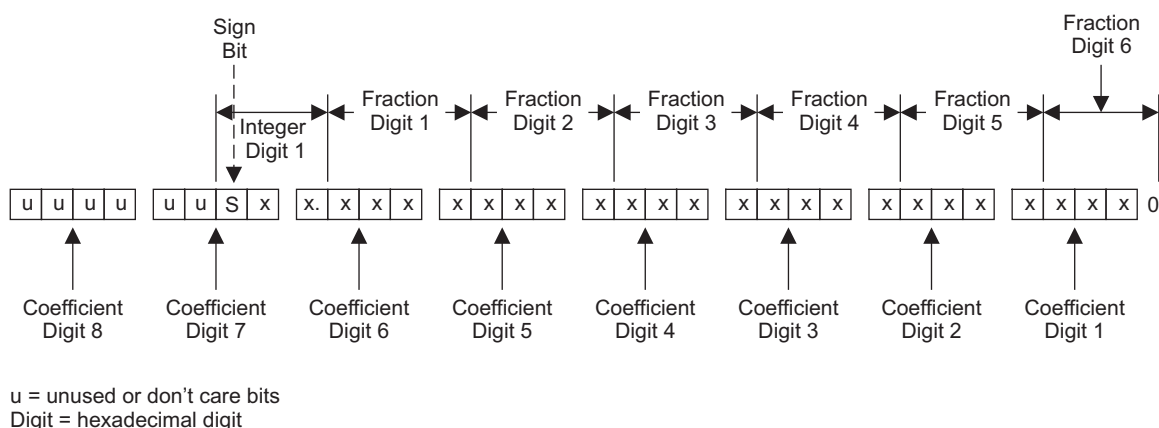 Sign
Bit
Fraction
Digit 6
Integer
Digit 1
Fraction
Digit 1
Fraction
Digit 2
Fraction
Digit 3
Fraction
Digit 4
Fraction
Digit 5
u u u u u u S x x. x x x x x x x x x x x x x x x x x x x x x x x 0
Coefficient
Digit 8
Coefficient
Digit 7
Coefficient
Digit 6
Coefficient
Digit 5
Coefficient
Digit 4
Coefficient
Digit 3
Coefficient
Digit 2
Coefficient
Digit 1
u = unused or don’t care bits
Digit = hexadecimal digit